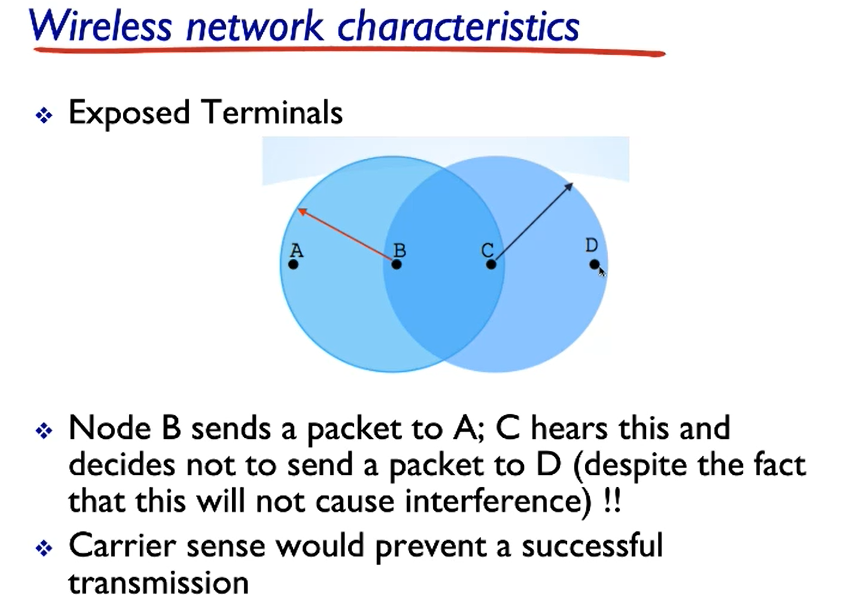 Wireless network characteristics
Exposed Terminals
A B C D
Node B sends a packet to A; C hears this and
decides not to send a packet to D (despite the fact
that this will not cause interference) !!
Carrier sense would prevent a successful
transmission